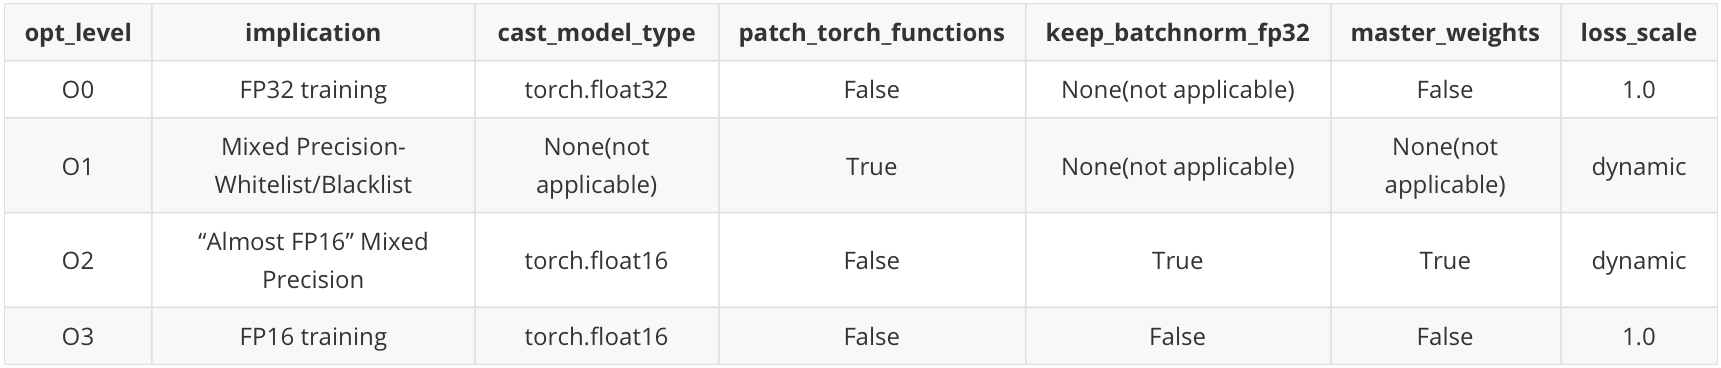 opt_level implication cast_model_type patch_torch_functions keep_batchnorm_fp32 master_weights loss_scale
O0 FP32 training torch.float32 False None(not applicable) False 1.0
O1 Mixed Precision-
Whitelist/Blacklist None(not
applicable) True None(not applicable) None(not
applicable) dynamic
O2 “Almost FP16” Mixed
Precision torch.float16 False True True dynamic
O3 FP16 training torch.float16 False False False 1.0